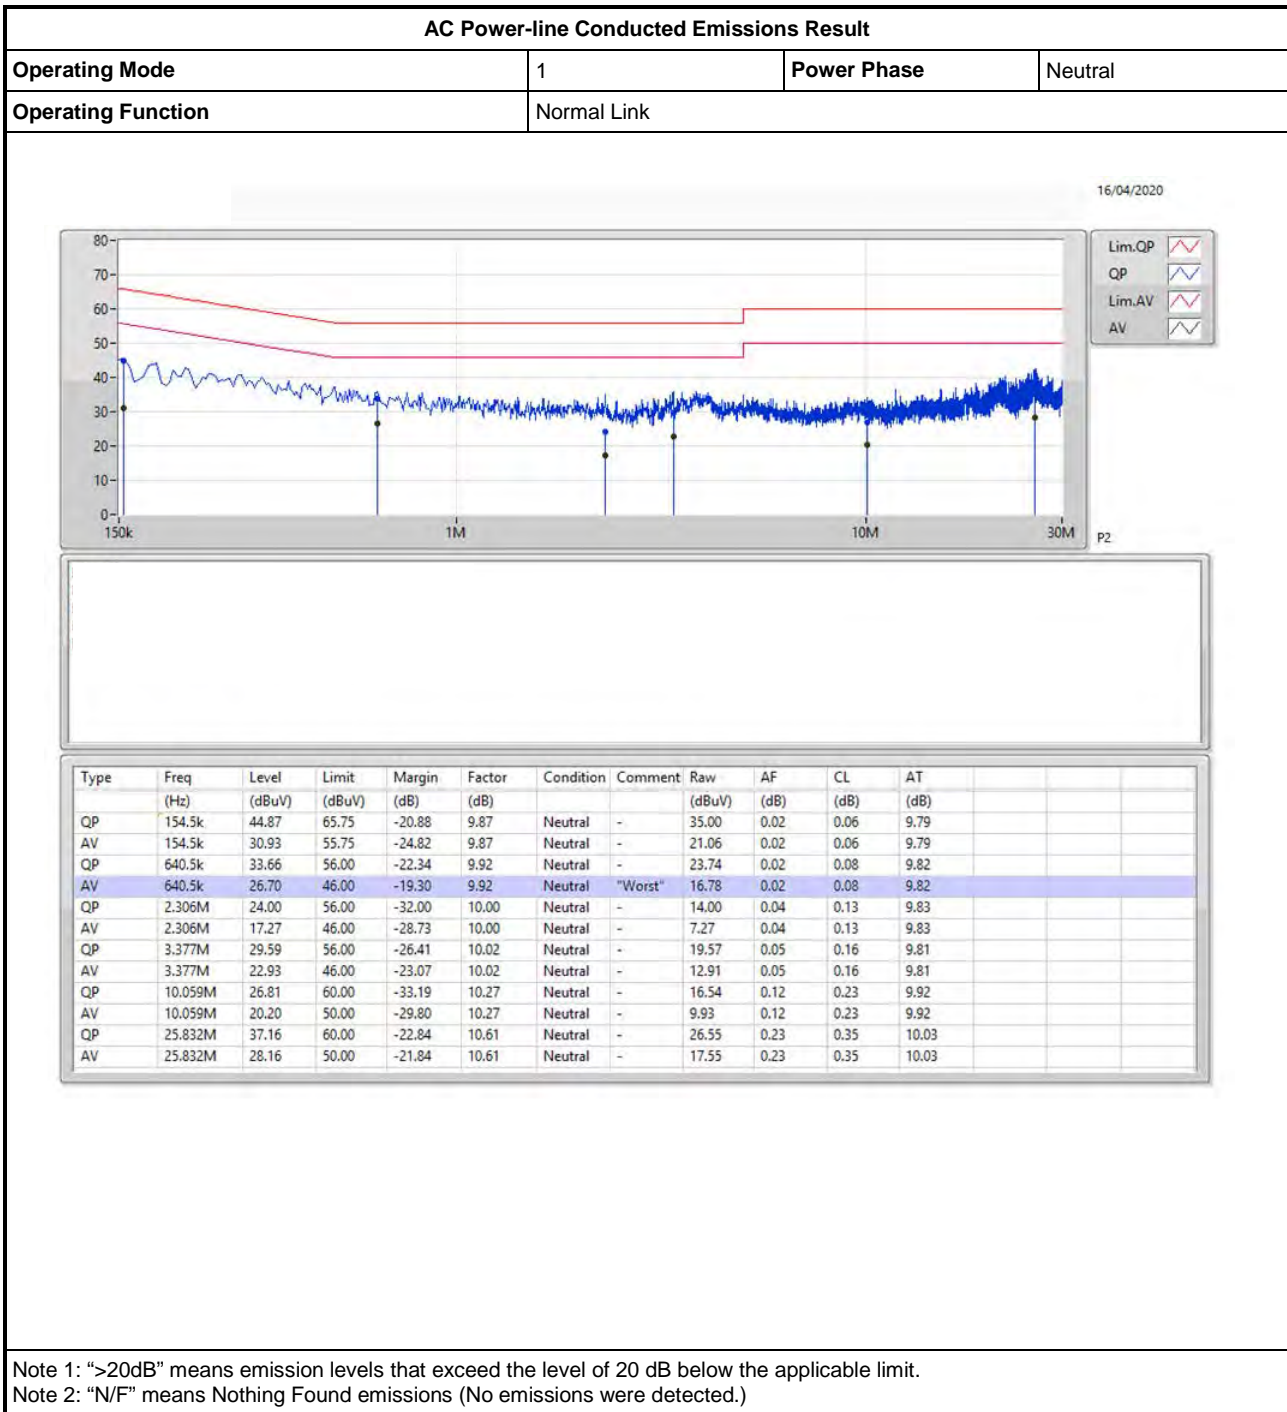 AC Power-line Conducted Emissions Result
Operating Mode 1 Power Phase Neutral
Operating Function Normal Link
16/04/2020
80
70
60
50
40
30
20
10
0
150k 1M 10M 30M
P2
Lim.QP
QP
Lim.AV
AV
Type Freq Level Limit Margin Factor Condition Comment Raw AF CL AT
(Hz) (dBuV) (dBuV) (dB) (dB) (dBuV) (dB) (dB) (dB)
QP 154.5k 44.87 65.75 -20.88 9.87 Neutral - 35.00 0.02 0.06 9.79
AV 154.5k 30.93 55.75 -24.82 9.87 Neutral - 21.06 0.02 0.06 9.79
QP 640.5k 33.66 56.00 -22.34 9.92 Neutral - 23.74 0.02 0.08 9.82
AV 640.5k 26.70 46.00 -19.30 9.92 Neutral "Worst" 16.78 0.02 0.08 9.82
QP 2.306M 24.00 56.00 -32.00 10.00 Neutral - 14.00 0.04 0.13 9.83
AV 2.306M 17.27 46.00 -28.73 10.00 Neutral - 7.27 0.04 0.13 9.83
QP 3.377M 29.59 56.00 -26.41 10.02 Neutral - 19.57 0.05 0.16 9.81
AV 3.377M 22.93 46.00 -23.07 10.02 Neutral - 12.91 0.05 0.16 9.81
QP 10.059M 26.81 60.00 -33.19 10.27 Neutral - 16.54 0.12 0.23 9.92
AV 10.059M 20.20 50.00 -29.80 10.27 Neutral - 9.93 0.12 0.23 9.92
QP 25.832M 37.16 60.00 -22.84 10.61 Neutral - 26.55 0.23 0.35 10.03
AV 25.832M 28.16 50.00 -21.84 10.61 Neutral - 17.55 0.23 0.35 10.03
Note 1: “>20dB” means emission levels that exceed the level of 20 dB below the applicable limit.
Note 2: “N/F” means Nothing Found emissions (No emissions were detected.)